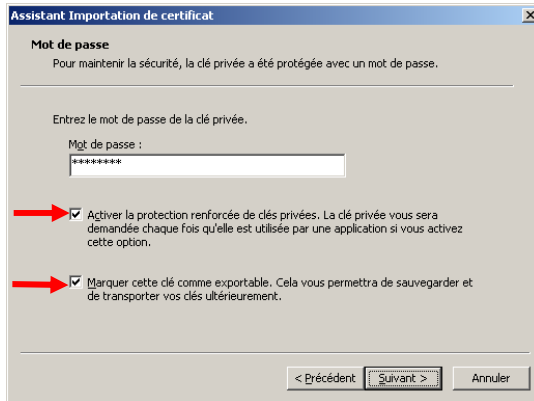 Assistant Importation de certificat
Mot de passe
Pour maintenir la sécurité, la clé privée a été protégée avec un mot de passe.
Entrez le mot de passe de la clé privée.
Mot de passe :
********
Activer la protection renforcée de clés privées. La clé privée vous sera
demandée chaque fois qu'elle est utilisée par une application si vous activez
cette option.
Marquer cette clé comme exportable. Cela vous permettra de sauvegarder et
de transporter vos clés ultérieurement.
< Précédent
Suivant >
Annuler